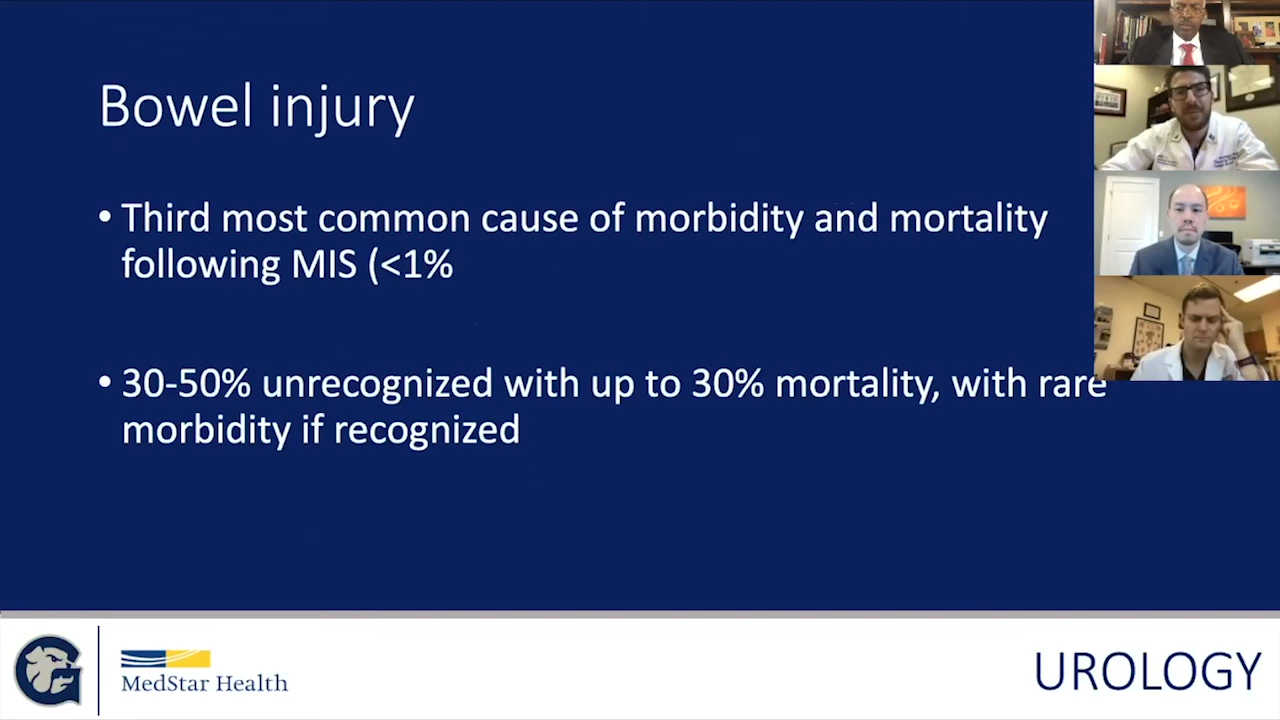 Bowel injury
• Third most common cause of morbidity and mortality
following MIS (<1%
• 30-50% unrecognized with up to 30% mortality, with rare
morbidity if recognized
G
MedStar Health
UROLOGY